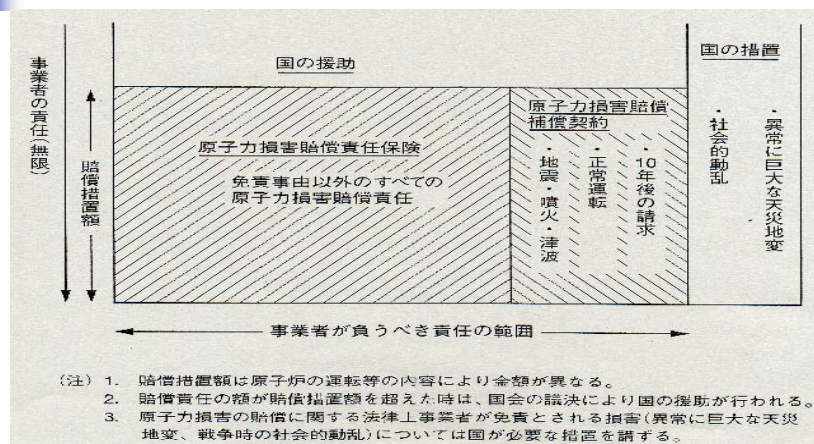 国の措置
国の援助
事業者の責任(無限)
賠償措置額
原子力損害賠償責任保険
免責事由以外のすべての
原子力損害賠償責任
原子力損害賠償
補償契約
・10年後の請求
・正常運転
・地震・噴火・津波
・異常に巨大な天災地変
・社会的動乱
事業者が負うべき責任の範囲
(注) 1. 賠償措置額は原子炉の運転等の内容により金額が異なる。
2. 賠償責任の額が賠償措置額を超えた時は、国会の議決により国の援助が行われる。
3. 原子力損害の賠償に関する法律上事業者が免責とされる損害(異常に巨大な天災
地変、戦争時の社会的動乱)については国が必要な措置を講ずる。